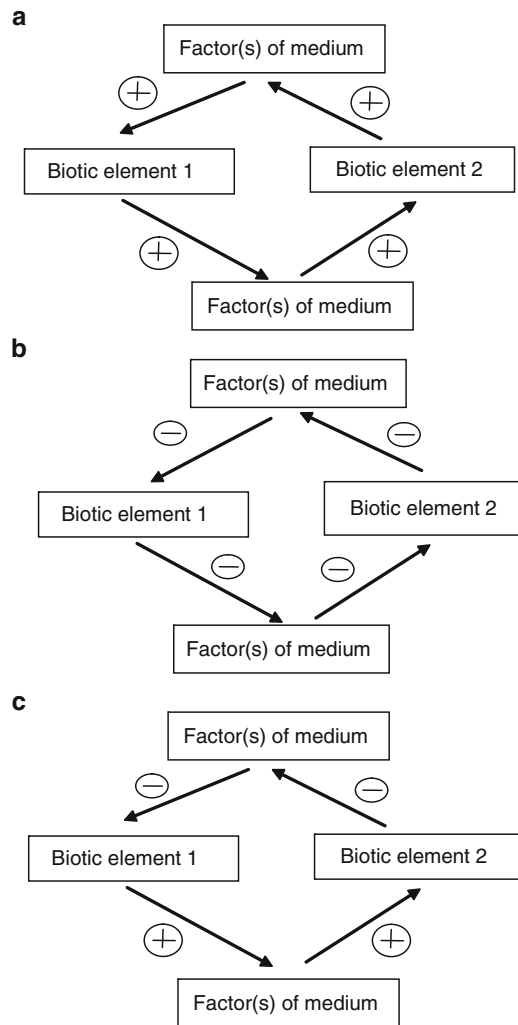 a
Factor(s) of medium
+
+
Biotic element 1
Biotic element 2
+
+
Factor(s) of medium
b
Factor(s) of medium
−
−
Biotic element 1
Biotic element 2
−
−
Factor(s) of medium
c
Factor(s) of medium
−
−
Biotic element 1
Biotic element 2
+
+
Factor(s) of medium